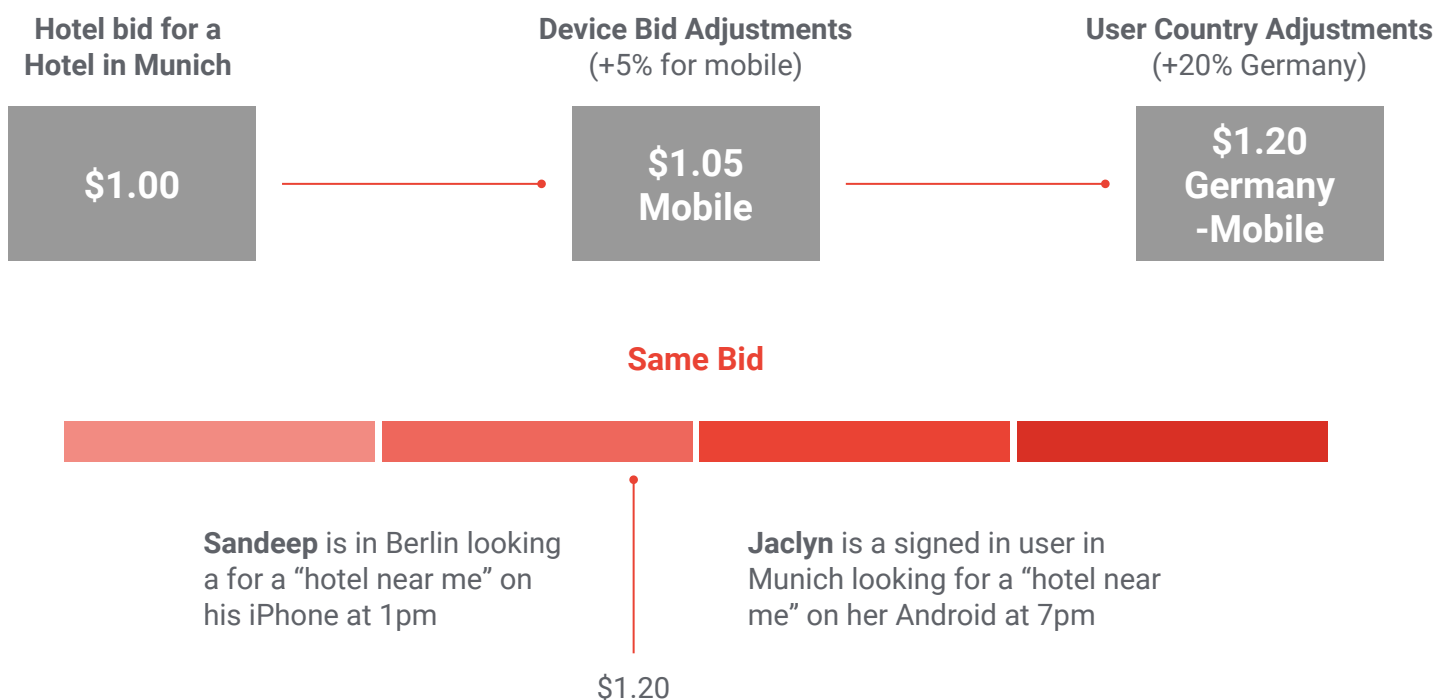 Hotel bid for a
Hotel in Munich
Device Bid Adjustments
(+5% for mobile)
User Country Adjustments
(+20% Germany)
$1.00
$1.05
Mobile
$1.20
Germany
-Mobile
Same Bid
Sandeep is in Berlin looking
a for a “hotel near me” on
his iPhone at 1pm
Jaclyn is a signed in user in
Munich looking for a “hotel near
me” on her Android at 7pm
$1.20